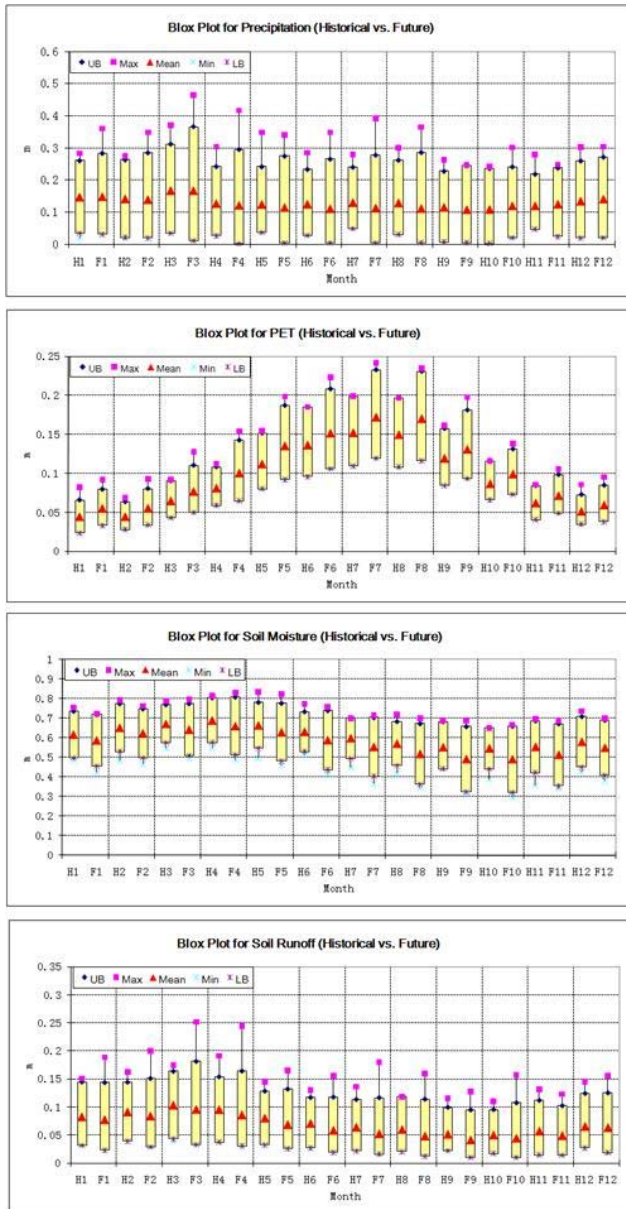 Blox Plot for Precipitation (Historical vs. Future)
UB Max Mean Min LB
0.6
0.5
0.4
0.3
0.2
0.1
0
m
H1 F1 H2 F2 H3 F3 H4 F4 H5 F5 H6 F6 H7 F7 H8 F8 H9 F9 H10 F10 H11 F11 H12 F12
Month
Blox Plot for PET (Historical vs. Future)
UB Max Mean Min LB
0.25
0.2
0.15
0.1
0.05
0
m
H1 F1 H2 F2 H3 F3 H4 F4 H5 F5 H6 F6 H7 F7 H8 F8 H9 F9 H10 F10 H11 F11 H12 F12
Month
Blox Plot for Soil Moisture (Historical vs. Future)
UB Max Mean Min LB
1
0.9
0.8
0.7
0.6
0.5
0.4
0.3
0.2
0.1
0
m
H1 F1 H2 F2 H3 F3 H4 F4 H5 F5 H6 F6 H7 F7 H8 F8 H9 F9 H10 F10 H11 F11 H12 F12
Month
Blox Plot for Soil Runoff (Historical vs. Future)
UB Max Mean Min LB
0.35
0.3
0.25
0.2
0.15
0.1
0.05
0
m
H1 F1 H2 F2 H3 F3 H4 F4 H5 F5 H6 F6 H7 F7 H8 F8 H9 F9 H10 F10 H11 F11 H12 F12
Month